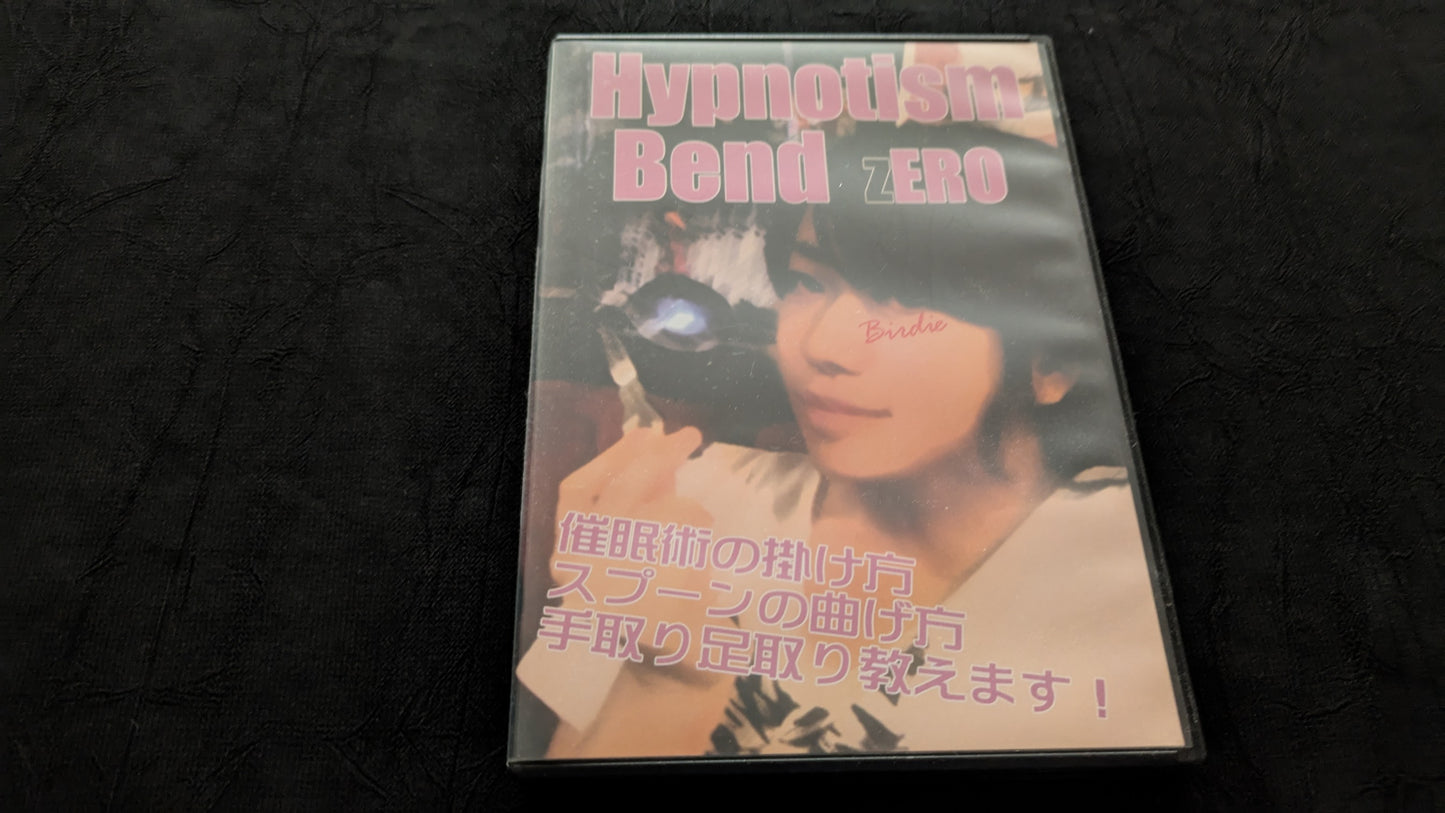 Hypnotism
Bend ZERO
Birdie
催眠術の掛け方
スプーンの曲げ方
手取り足取り教えます！